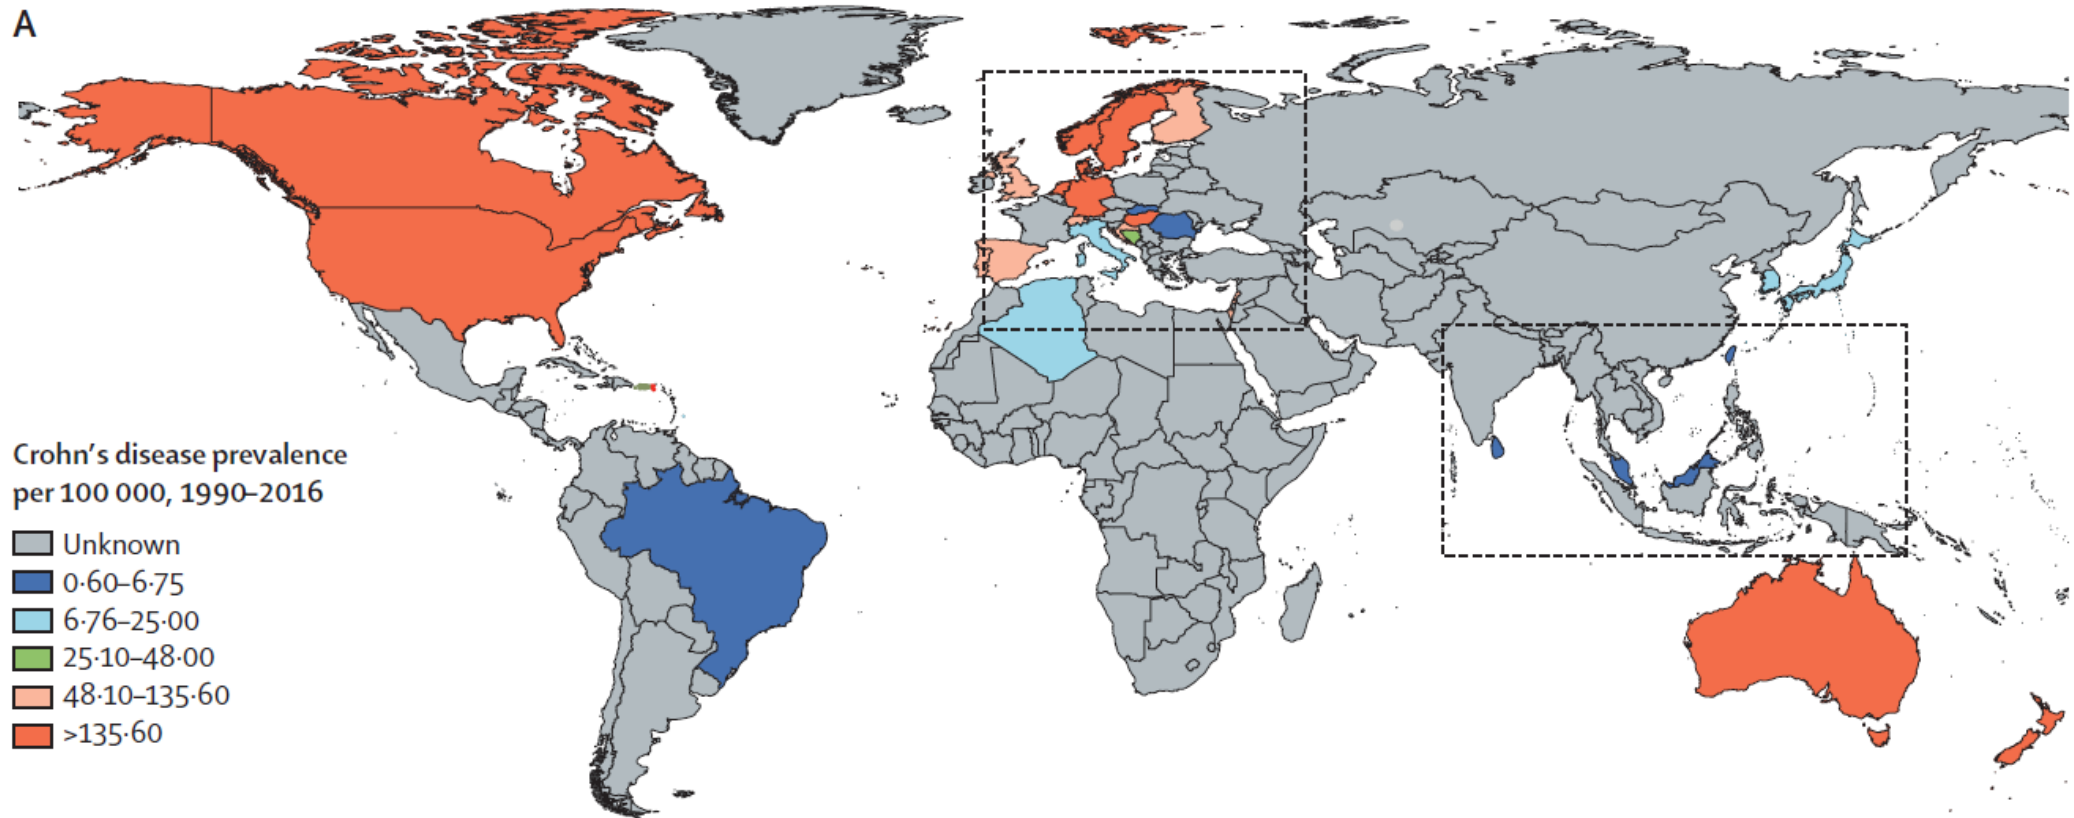 A
Crohn's disease prevalence
per 100 000, 1990–2016
Unknown
0·60–6·75
6·76–25·00
25·10–48·00
48·10–135·60
>135·60